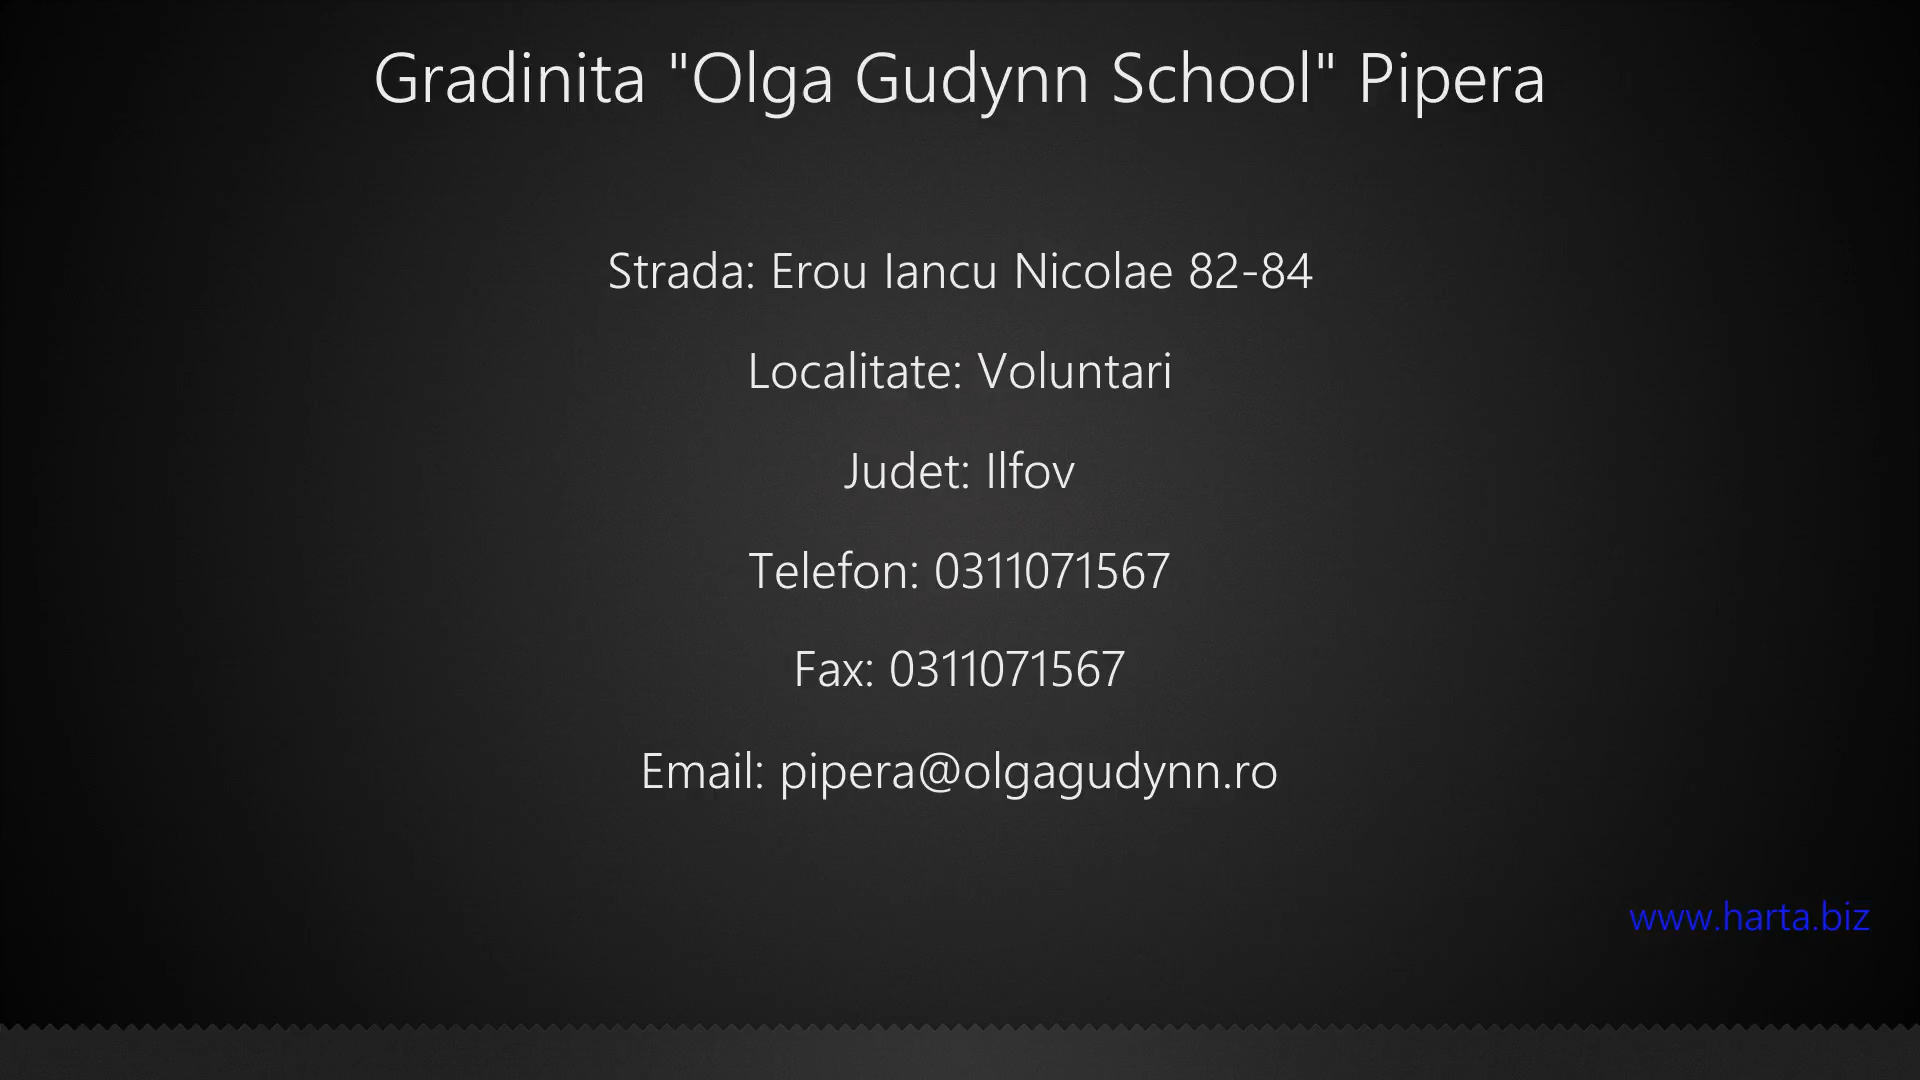 Gradinita "Olga Gudynn School" Pipera
Strada: Erou Iancu Nicolae 82-84
Localitate: Voluntari
Judet: Ilfov
Telefon: 0311071567
Fax: 0311071567
Email: pipera@olgagudynn.ro
www.harta.biz